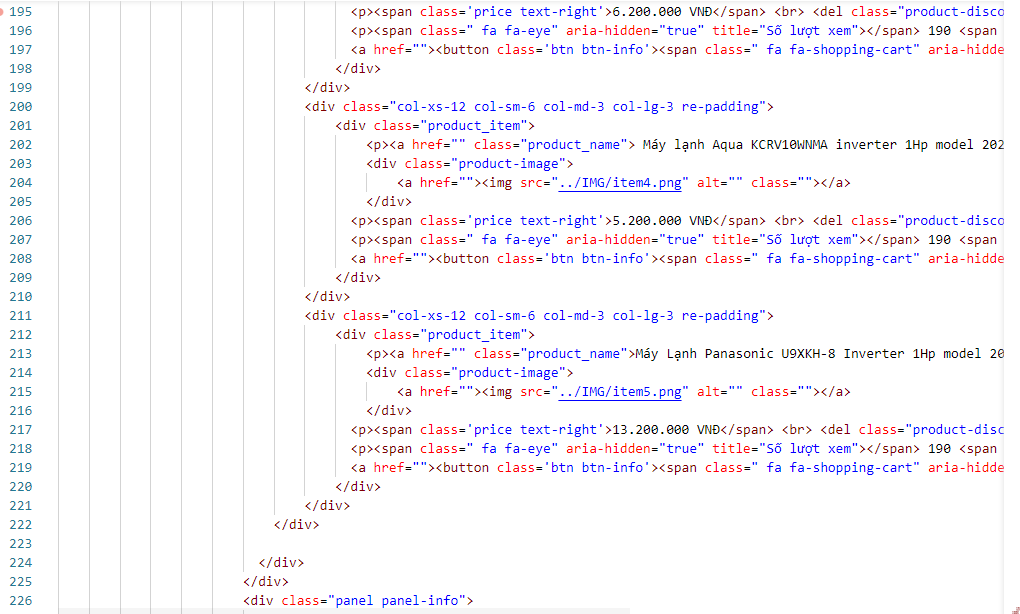 195 <p><span class='price text-right'>6.200.000 VNĐ</span> <br> <del class="product-disco
196 <p><span class=" fa fa-eye" aria-hidden="true" title="Số lượt xem"></span> 190 <span
197 <a href=""><button class='btn btn-info'><span class=" fa fa-shopping-cart" aria-hidde
198 </div>
199 </div>
200 <div class="col-xs-12 col-sm-6 col-md-3 col-lg-3 re-padding">
201 <div class="product_item">
202 <p><a href="" class="product_name"> Máy lạnh Aqua KCRV10WNMA inverter 1Hp model 202
203 <div class="product-image">
204 <a href=""><img src="../IMG/item4.png" alt="" class=""></a>
205 </div>
206 <p><span class='price text-right'>5.200.000 VNĐ</span> <br> <del class="product-disco
207 <p><span class=" fa fa-eye" aria-hidden="true" title="Số lượt xem"></span> 190 <span
208 <a href=""><button class='btn btn-info'><span class=" fa fa-shopping-cart" aria-hidde
209 </div>
210 </div>
211 <div class="col-xs-12 col-sm-6 col-md-3 col-lg-3 re-padding">
212 <div class="product_item">
213 <p><a href="" class="product_name">Máy Lạnh Panasonic U9XKH-8 Inverter 1Hp model 20
214 <div class="product-image">
215 <a href=""><img src="../IMG/item5.png" alt="" class=""></a>
216 </div>
217 <p><span class='price text-right'>13.200.000 VNĐ</span> <br> <del class="product-disc
218 <p><span class=" fa fa-eye" aria-hidden="true" title="Số lượt xem"></span> 190 <span
219 <a href=""><button class='btn btn-info'><span class=" fa fa-shopping-cart" aria-hidde
220 </div>
221 </div>
222 </div>
223
224 </div>
225 </div>
226 <div class="panel panel-info">